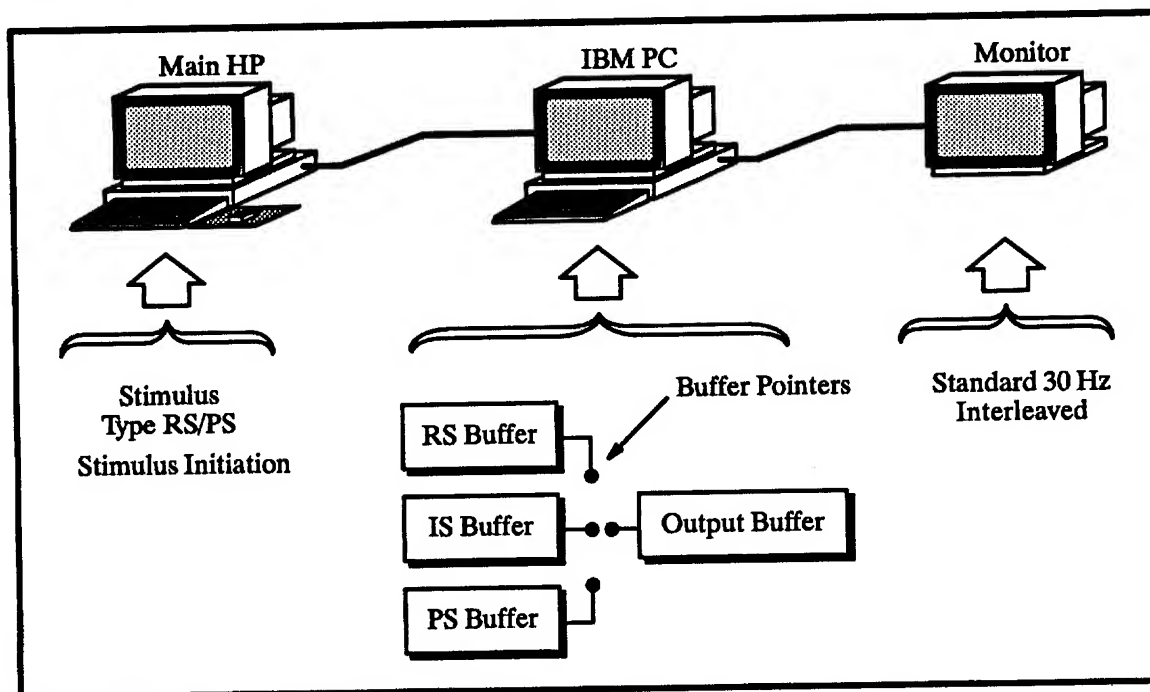 Main HP
IBM PC
Monitor
Stimulus
Type RS/PS
Stimulus Initiation
Buffer Pointers
RS Buffer
IS Buffer
Output Buffer
PS Buffer
Standard 30 Hz
Interleaved